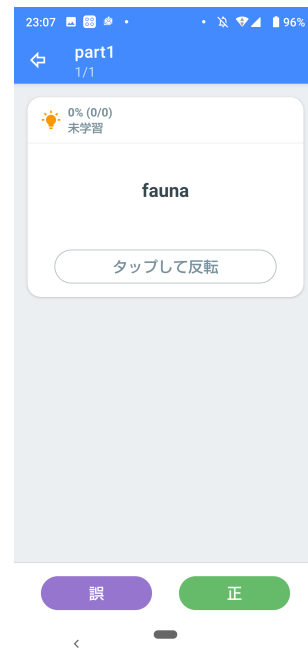 23:07
96%
part1
1/1
0% (0/0)
未学習
fauna
タップして反転
誤
正